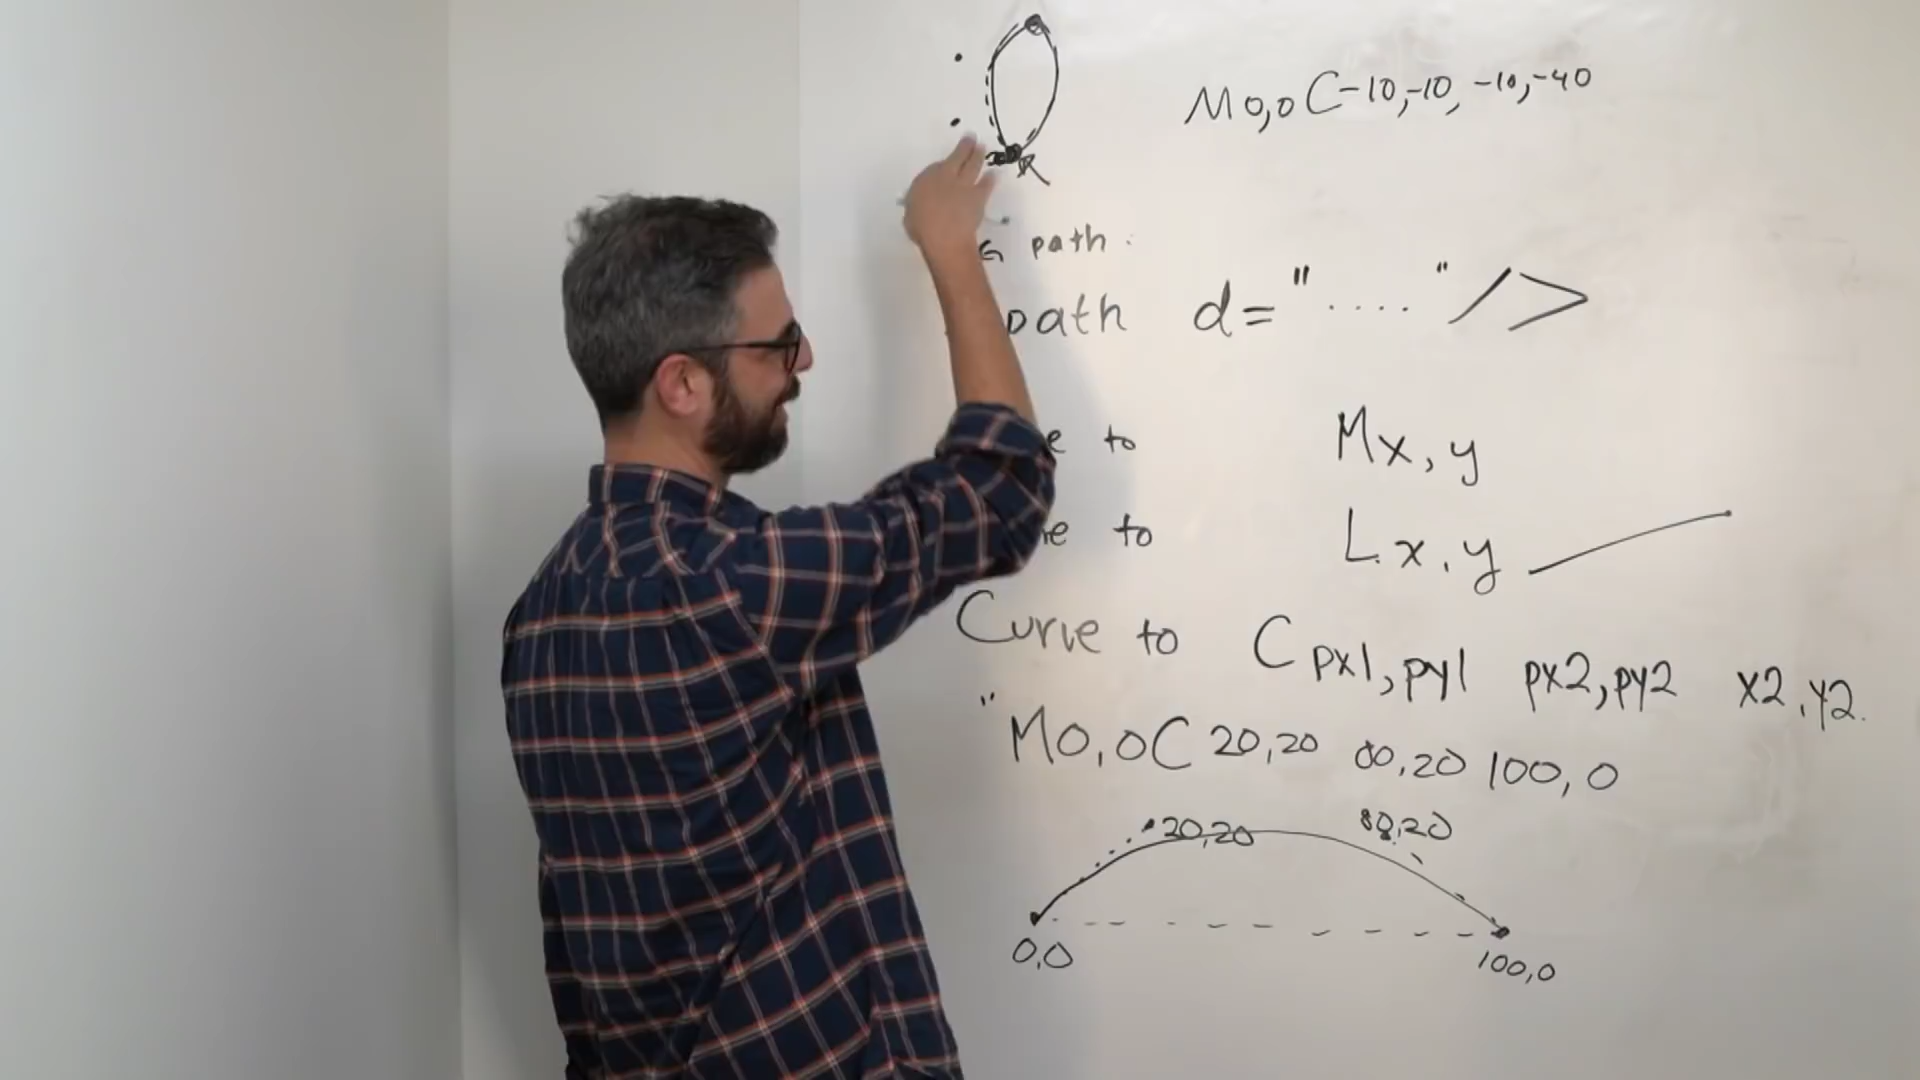 M0,0 C-10,-10, -10,-40
G path
path d="...." />
e to Mx,y
ne to L x,y
Curve to C px1,py1 px2,py2 x2,y2.
"M0,0C 20,20 80,20 100,0
20,20 80,20
0,0 100,0